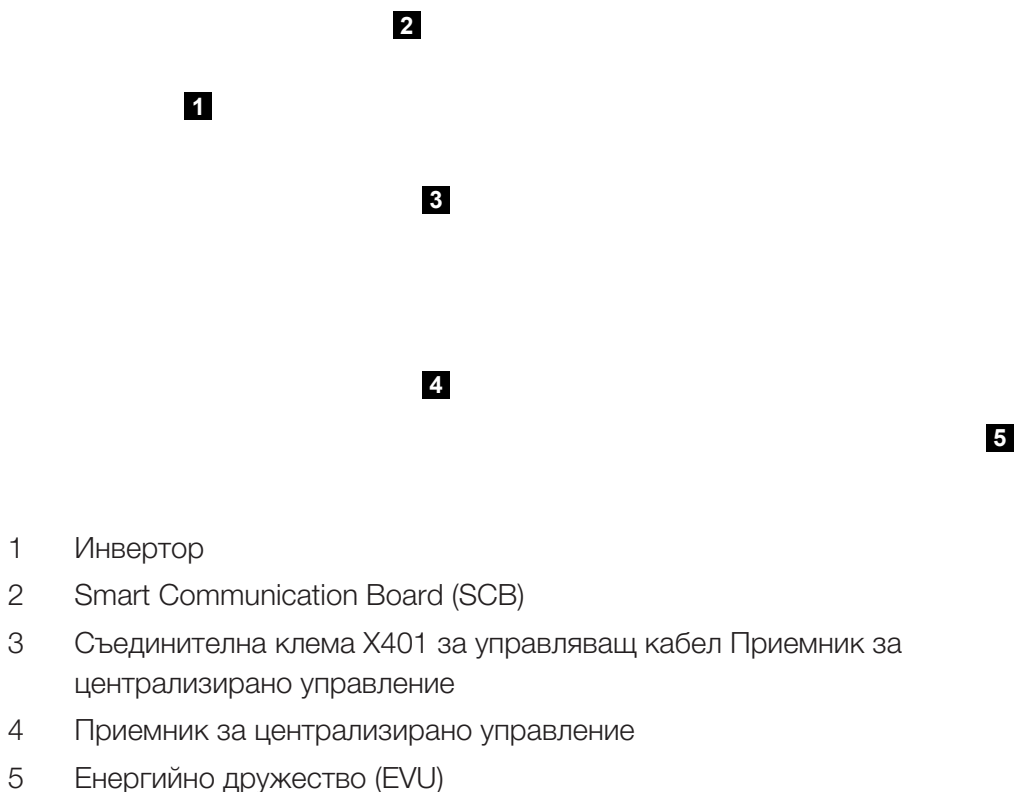 2
1
3
4
5
1 Инвертор
2 Smart Communication Board (SCB)
3 Съединителна клема X401 за управляващ кабел Приемник за
централизирано управление
4 Приемник за централизирано управление
5 Енергийно дружество (EVU)